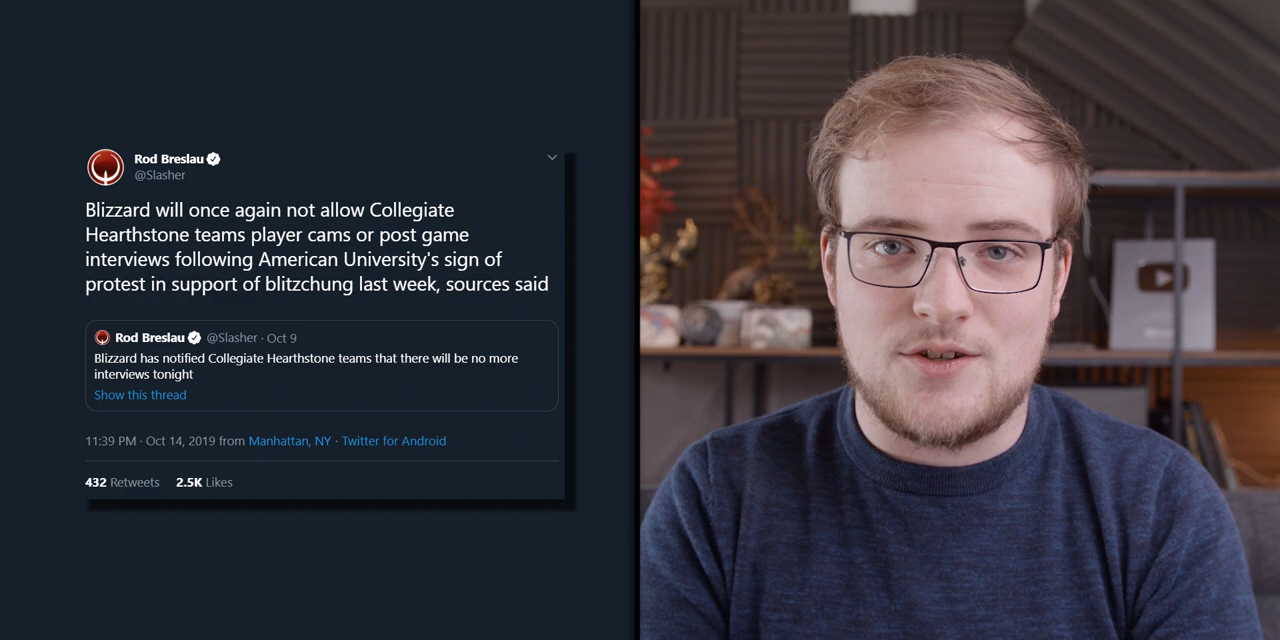 Rod Breslau
@Slasher
Blizzard will once again not allow Collegiate
Hearthstone teams player cams or post game
interviews following American University's sign of
protest in support of blitzchung last week, sources said
Rod Breslau @Slasher · Oct 9
Blizzard has notified Collegiate Hearthstone teams that there will be no more
interviews tonight
Show this thread
11:39 PM · Oct 14, 2019 from Manhattan, NY · Twitter for Android
432 Retweets 2.5K Likes